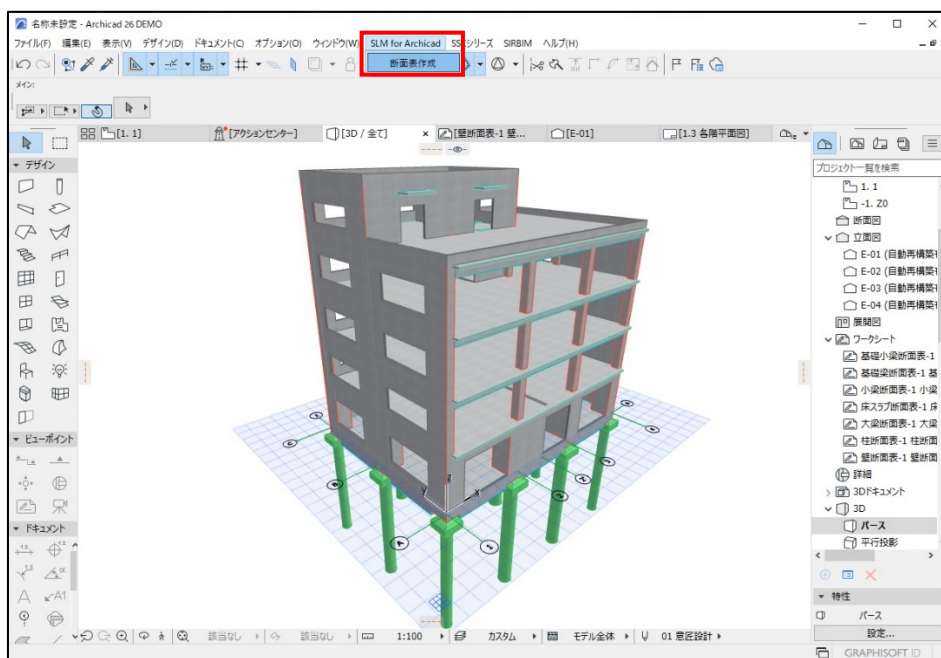 名称未設定 - Archicad 26 DEMO
ファイル(F) 編集(E) 表示(V) デザイン(D) ドキュメント(C) オプション(O) ウィンドウ(W) SLM for Archicad SSCシリーズ SIRBIM ヘルプ(H)
断面表作成
メイン:
[1. 1]
[アクションセンター]
[3D / 全て]
[壁断面表-1 壁...
[E-01]
[1.3 各階平面図]
デザイン
ビューポイント
ドキュメント
プロジェクト一覧を検索
1. 1
-1. Z0
断面図
立面図
E-01 (自動再構築
E-02 (自動再構築
E-03 (自動再構築
E-04 (自動再構築
展開図
ワークシート
基礎小梁断面表-1
基礎梁断面表-1 基
小梁断面表-1 小梁
床スラブ断面表-1 床
大梁断面表-1 大梁
柱断面表-1 柱断面
壁断面表-1 壁断面
詳細
3Dドキュメント
3D
パース
平行投影
特性
パース
設定...
該当なし 該当なし 1:100 カスタム モデル全体 01 意匠設計
GRAPHISOFT ID